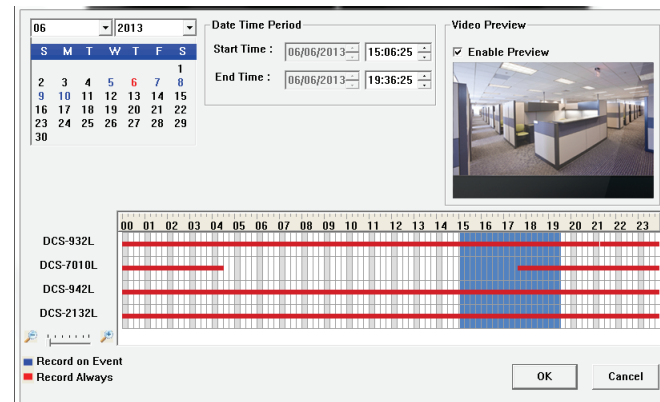 06 2013
S M T W T F S
1
2 3 4 5 6 7 8
9 10 11 12 13 14 15
16 17 18 19 20 21 22
23 24 25 26 27 28 29
30
Date Time Period
Start Time : 06/06/2013 15:06:25
End Time : 06/06/2013 19:36:25
Video Preview
Enable Preview
00 01 02 03 04 05 06 07 08 09 10 11 12 13 14 15 16 17 18 19 20 21 22 23
DCS-932L
DCS-7010L
DCS-942L
DCS-2132L
Record on Event
Record Always
OK Cancel